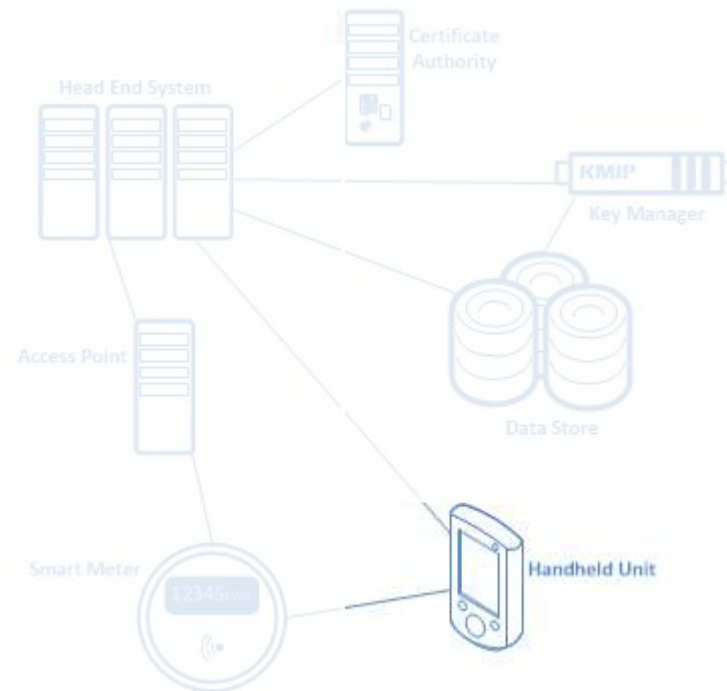 Certificate
Authority
Head End System
KMIP
Key Manager
Access Point
Data Store
Handheld Unit
Smart Meter